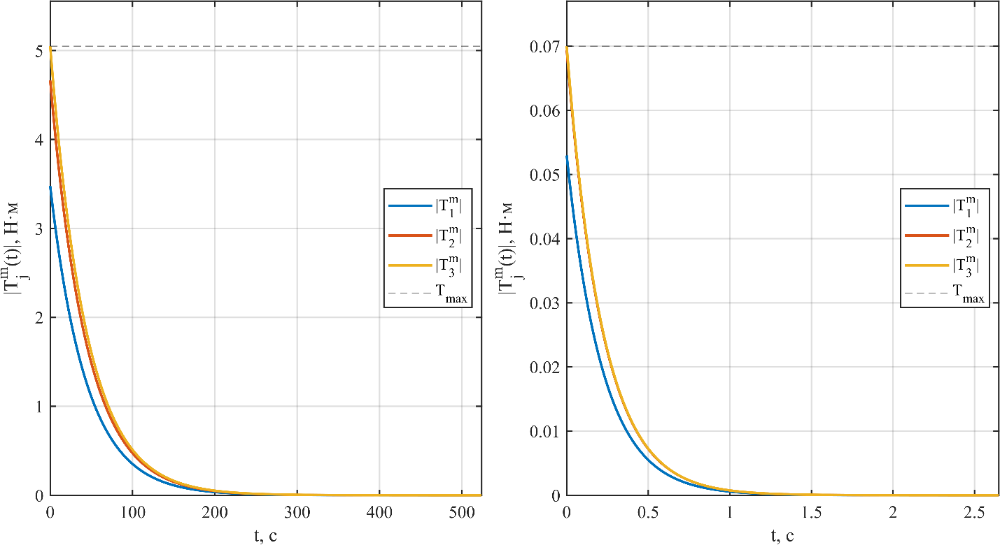 |T_j^m(t)|, Н·м
5
4
3
2
1
0
0 100 200 300 400 500
t, с
|T_1^m|
|T_2^m|
|T_3^m|
T_max
|T_j^m(t)|, Н·м
0.07
0.06
0.05
0.04
0.03
0.02
0.01
0
0 0.5 1 1.5 2 2.5
t, с
|T_1^m|
|T_2^m|
|T_3^m|
T_max